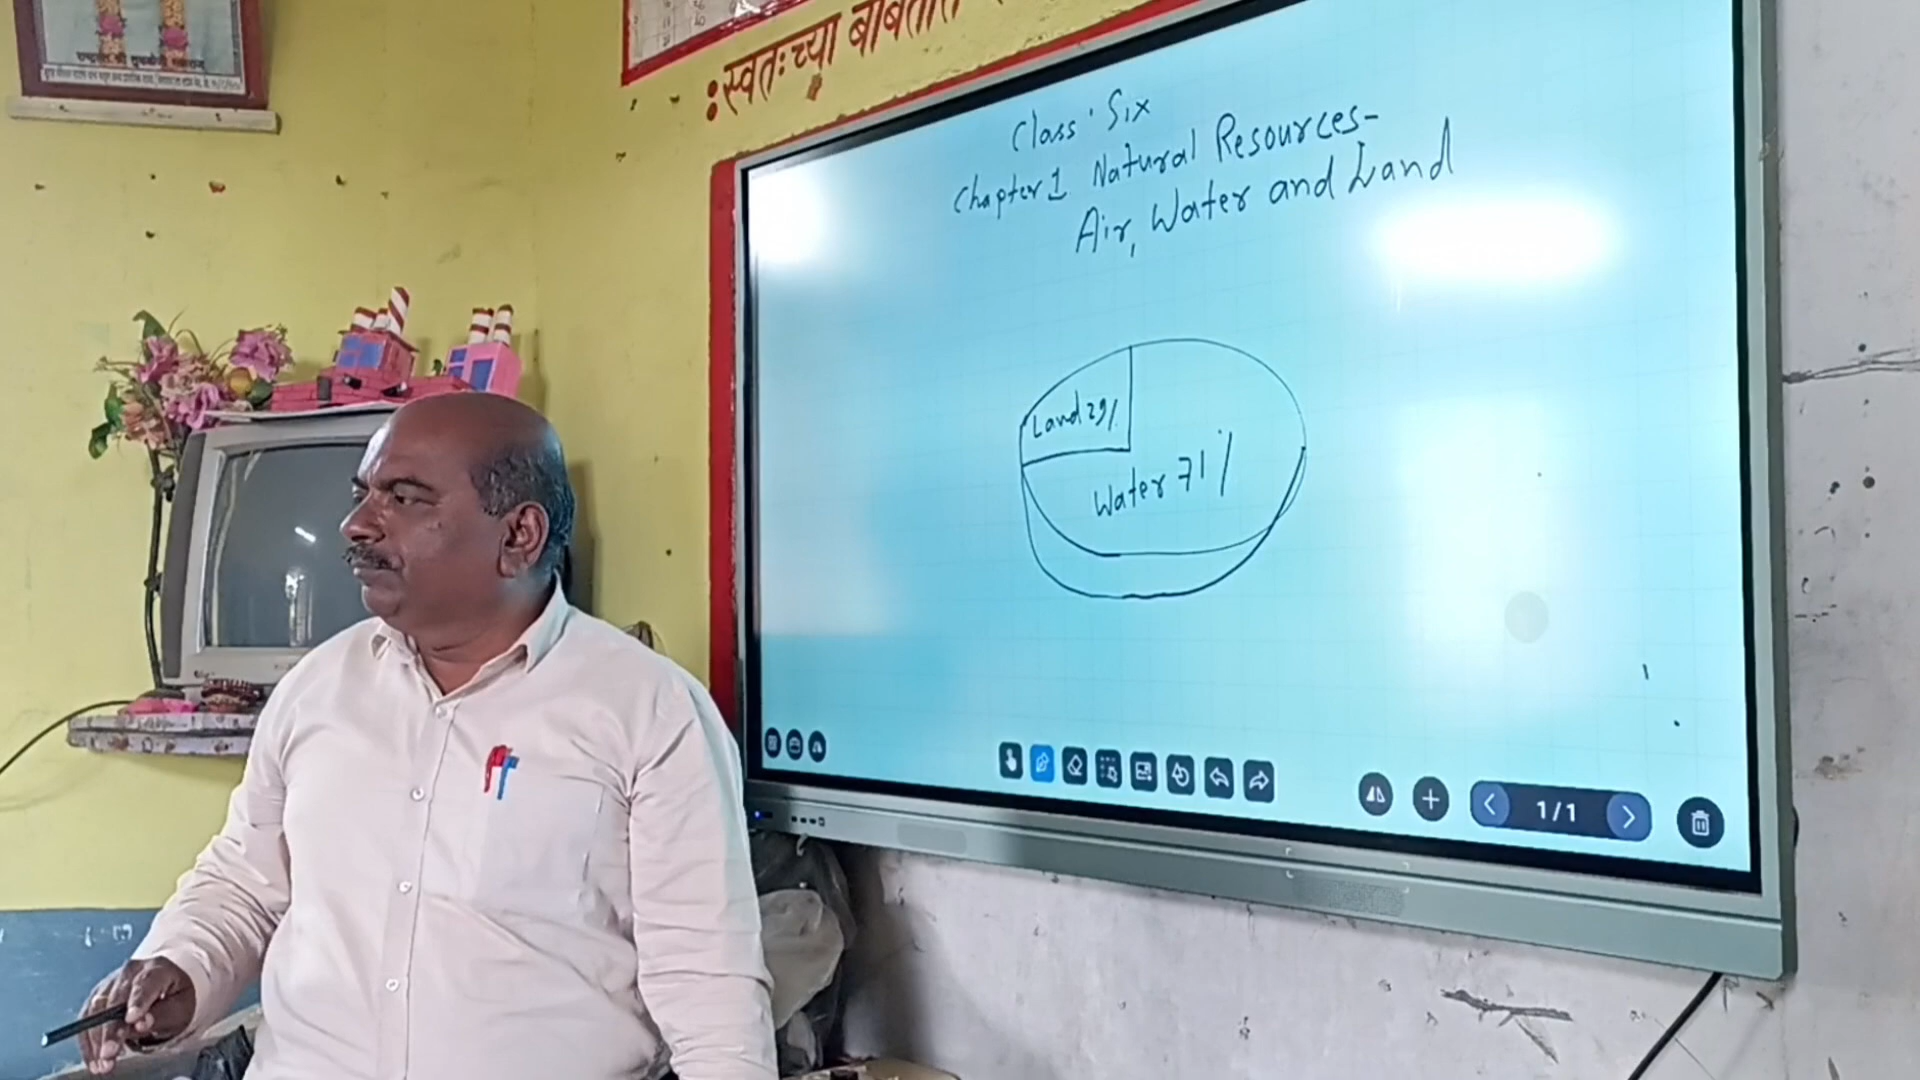 : स्वतःच्या बाबतीत
Class : Six
Chapter 1 Natural Resources-
Air, Water and Land
Land 29%
Water 71%
1/1